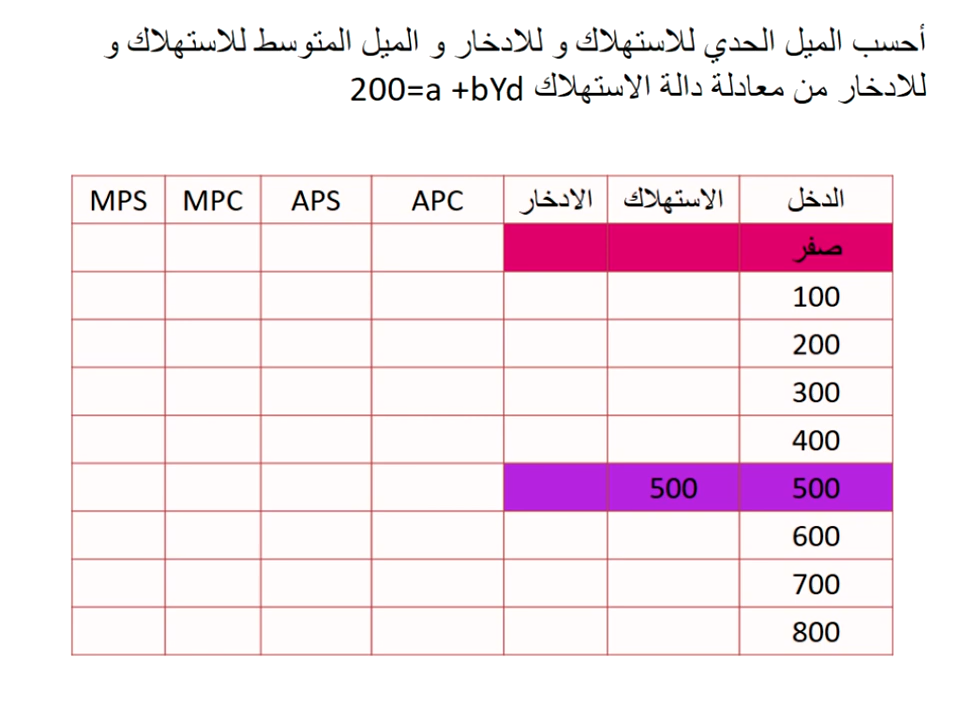 أحسب الميل الحدي للاستهلاك و للادخار و الميل المتوسط للاستهلاك و
للادخار من معادلة دالة الاستهلاك 200=a +bYd
الدخل الاستهلاك الادخار APC APS MPC MPS
صفر
100
200
300
400
500 500
600
700
800